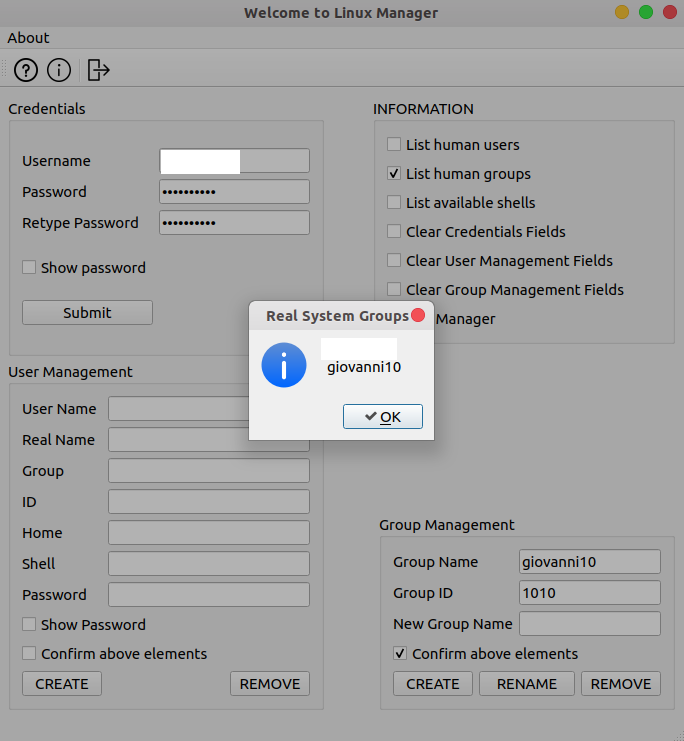 Welcome to Linux Manager
About
Credentials
Username
Password ••••••••••
Retype Password ••••••••••
Show password
Submit
INFORMATION
List human users
List human groups
List available shells
Clear Credentials Fields
Clear User Management Fields
Clear Group Management Fields
Manager
Real System Groups
giovanni10
OK
User Management
User Name
Real Name
Group
ID
Home
Shell
Password
Show Password
Confirm above elements
CREATE REMOVE
Group Management
Group Name giovanni10
Group ID 1010
New Group Name
Confirm above elements
CREATE RENAME REMOVE